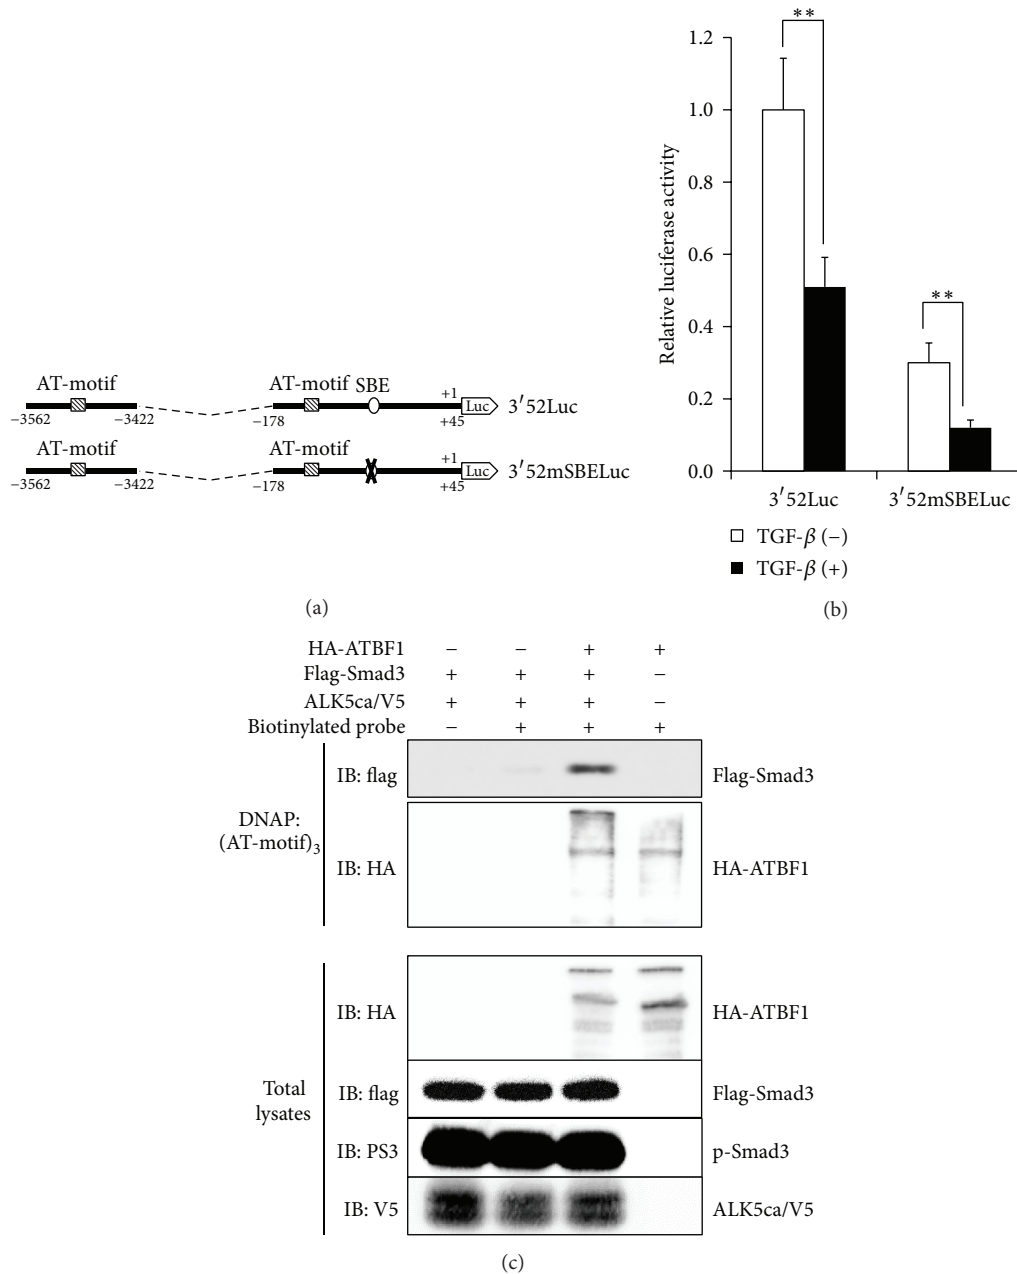 AT-motif AT-motif SBE
+1
Luc 3′52Luc
−3562 −3422 −178 +45
AT-motif AT-motif
+1
Luc 3′52mSBELuc
−3562 −3422 −178 +45
(a)
**
1.2
1.0
0.8
0.6
0.4
0.2
0.0
**
Relative luciferase activity
3′52Luc 3′52mSBELuc
TGF-β (−)
TGF-β (+)
(b)
HA-ATBF1 − − + +
Flag-Smad3 + + + −
ALK5ca/V5 + + + −
Biotinylated probe − + + +
DNAP:
(AT-motif)₃
IB: flag Flag-Smad3
IB: HA HA-ATBF1
Total
lysates
IB: HA HA-ATBF1
IB: flag Flag-Smad3
IB: PS3 p-Smad3
IB: V5 ALK5ca/V5
(c)